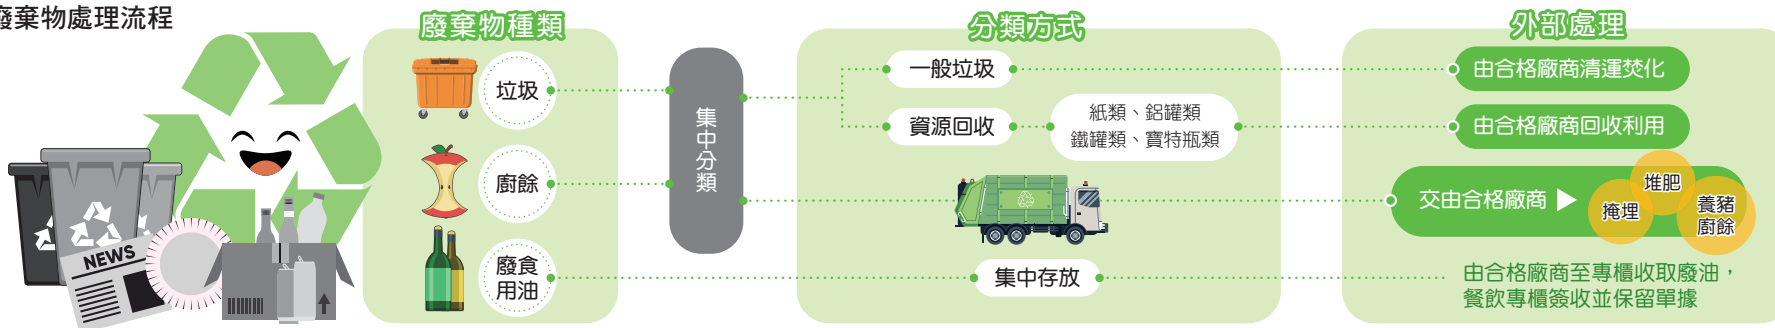 廢棄物處理流程
廢棄物種類
分類方式
外部處理
垃圾
廚餘
廢食
用油
集中分類
一般垃圾
資源回收
紙類、鋁罐類
鐵罐類、寶特瓶類
集中存放
由合格廠商清運焚化
由合格廠商回收利用
交由合格廠商
掩埋
堆肥
養豬
廚餘
由合格廠商至專櫃收取廢油，
餐飲專櫃簽收並保留單據
NEWS